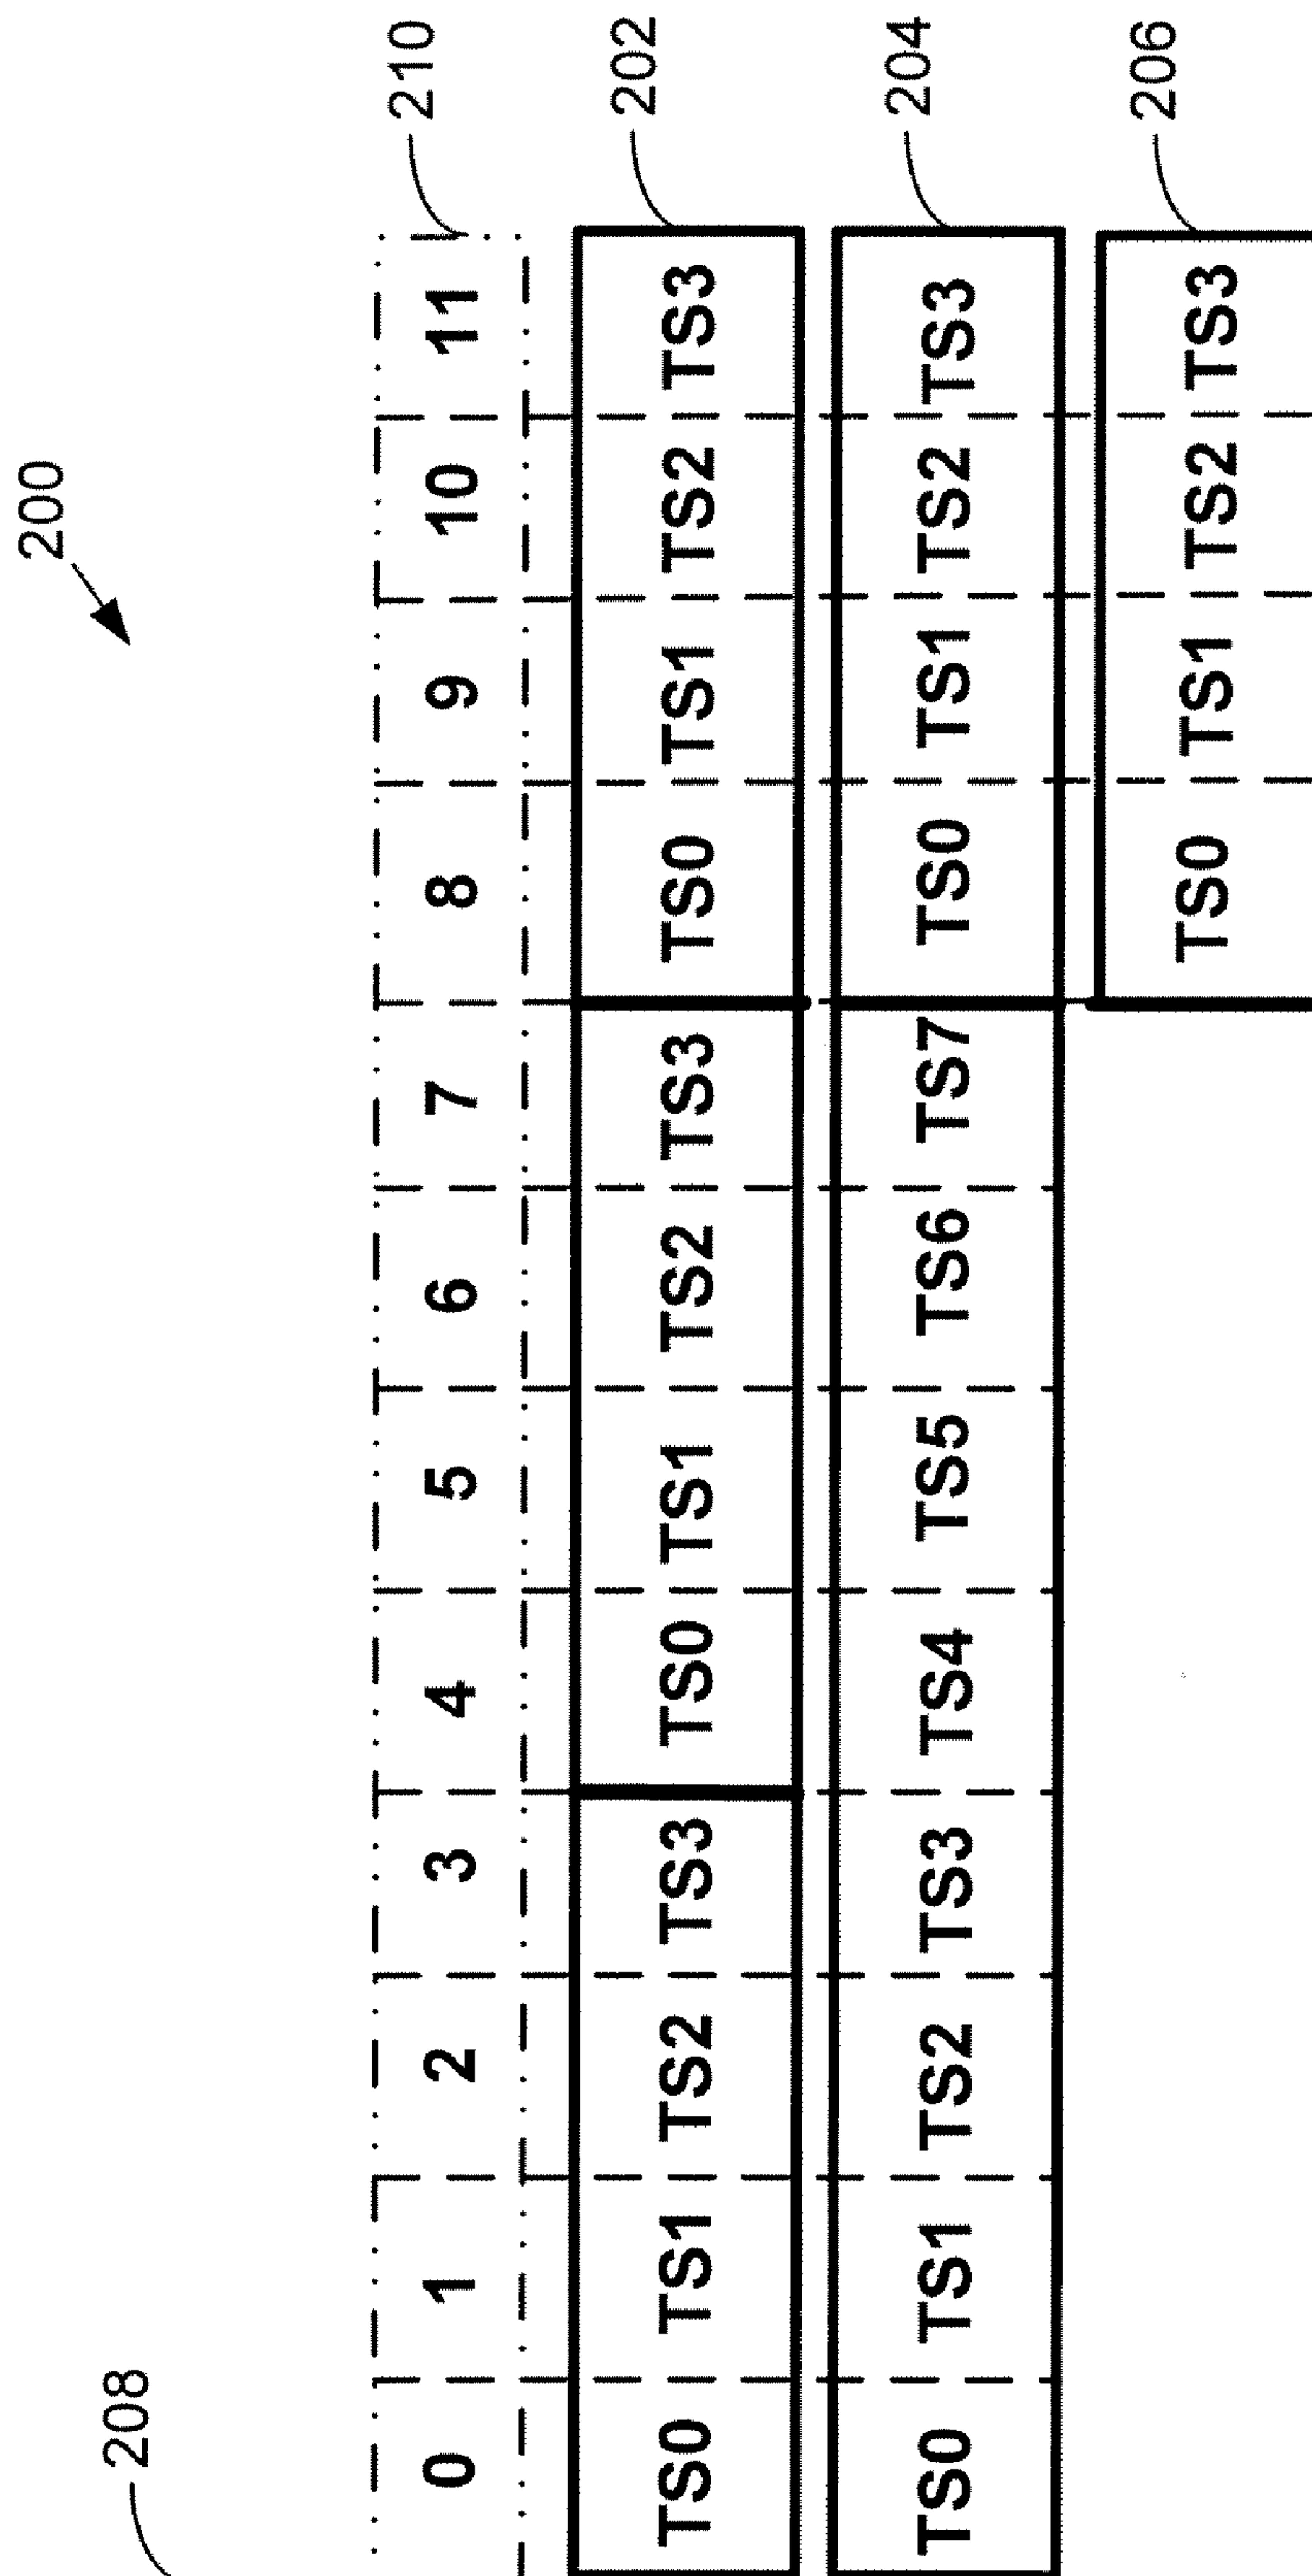 200
208
0 1 2 3 4 5 6 7 8 9 10 11 210
TS0 TS1 TS2 TS3 TS0 TS1 TS2 TS3 TS0 TS1 TS2 TS3 202
TS0 TS1 TS2 TS3 TS4 TS5 TS6 TS7 TS0 TS1 TS2 TS3 204
TS0 TS1 TS2 TS3 206